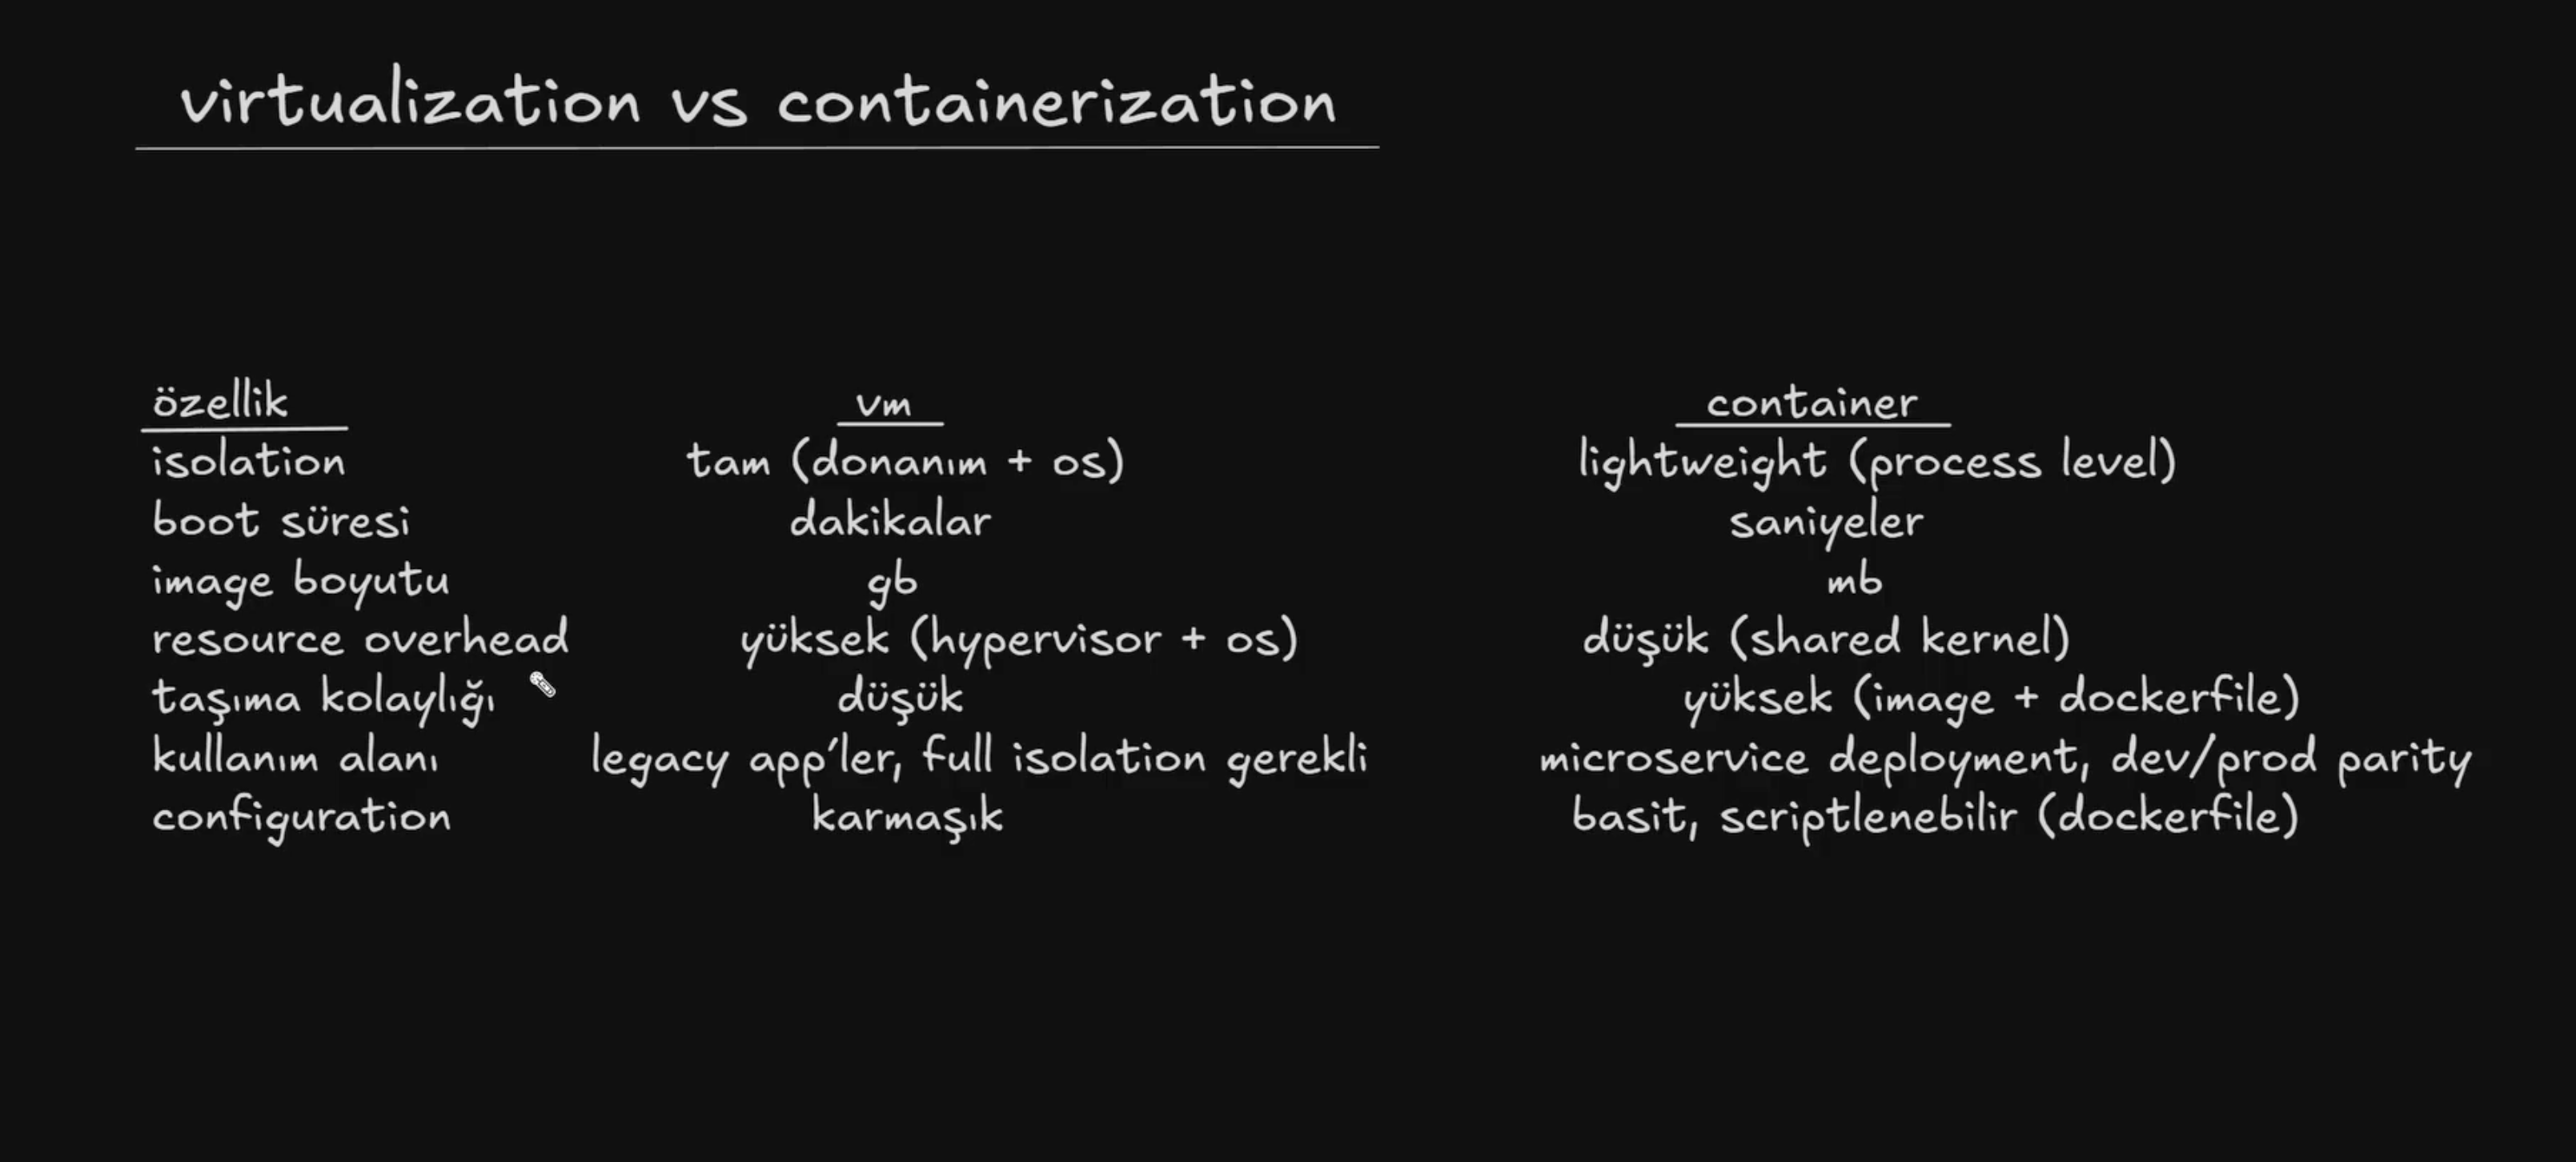 virtualization vs containerization
özellik vm container
isolation tam (donanım + os) lightweight (process level)
boot süresi dakikalar saniyeler
image boyutu gb mb
resource overhead yüksek (hypervisor + os) düşük (shared kernel)
taşıma kolaylığı düşük yüksek (image + dockerfile)
kullanım alanı legacy app'ler, full isolation gerekli microservice deployment, dev/prod parity
configuration karmaşık basit, scriptlenebilir (dockerfile)